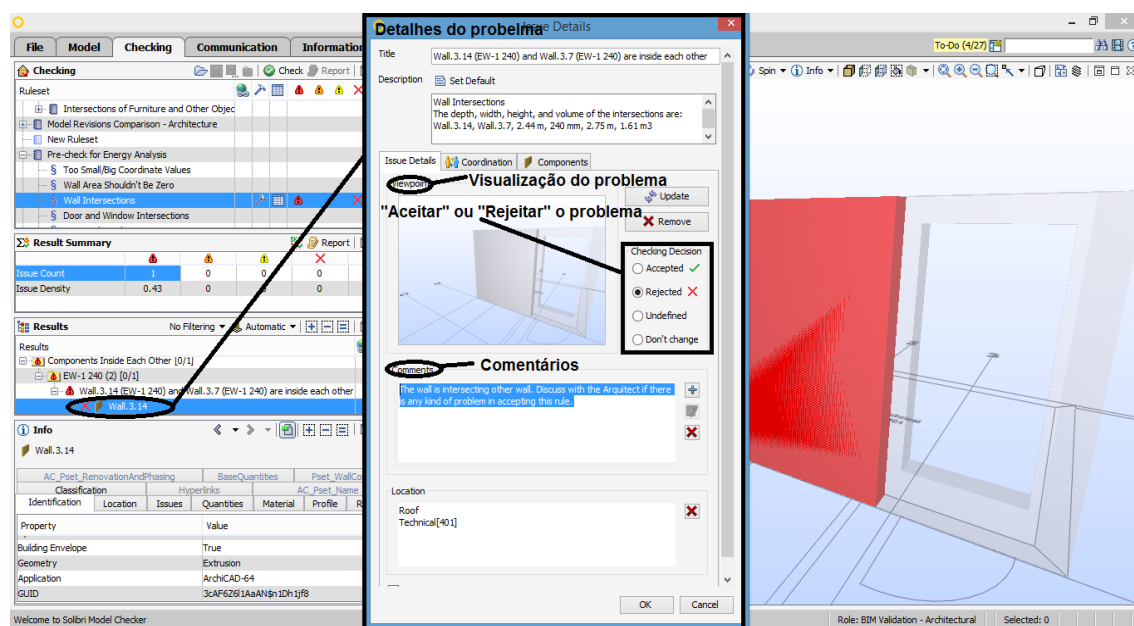 File Model Checking Communication Information
Checking
Check Report
Ruleset
Intersections of Furniture and Other Objec
Model Revisions Comparison - Architecture
New Ruleset
Pre-check for Energy Analysis
§ Too Small/Big Coordinate Values
§ Wall Area Shouldn't Be Zero
§ Wall Intersections
§ Door and Window Intersections
Result Summary
Report
Issue Count 1 0 0 0
Issue Density 0.43 0 0
Results No Filtering Automatic
Results
Components Inside Each Other [0/1]
EW-1 240 (2) [0/1]
Wall.3.14 (EW-1 240) and Wall.3.7 (EW-1 240) are inside each other
Wall.3.14
Info
Wall.3.14
AC_Pset_RenovationAndPhasing BaseQuantities Pset_WallCo
Classification Hyperlinks AC_Pset_Name
Identification Location Issues Quantities Material Profile R
Property Value
Building Envelope True
Geometry Extrusion
Application ArchiCAD-64
GUID
Welcome to Solibri Model Checker
Detalhes do probelma
Issue Details
Title Wall.3.14 (EW-1 240) and Wall.3.7 (EW-1 240) are inside each other
Description Set Default
Wall Intersections
The depth, width, height, and volume of the intersections are:
Wall.3.14, Wall.3.7, 2.44 m, 240 mm, 2.75 m, 1.61 m3
Issue Details Coordination Components
Viewpoint
Visualização do problema
Update
"Aceitar" ou "Rejeitar" o problema
Remove
Checking Decision
Accepted
Rejected
Undefined
Don't change
Comments
Comentários
The wall is intersecting other wall. Discuss with the Arquitect if there
is any kind of problem in accepting this rule.
Location
Roof
Technical[401]
OK Cancel
To-Do (4/27)
Spin Info
Role: BIM Validation - Architectural Selected: 0